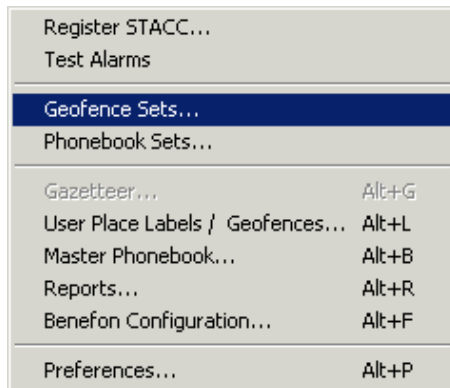 Register STACC...
Test Alarms
Geofence Sets...
Phonebook Sets...
Gazetteer... Alt+G
User Place Labels / Geofences... Alt+L
Master Phonebook... Alt+B
Reports... Alt+R
Benefon Configuration... Alt+F
Preferences... Alt+P